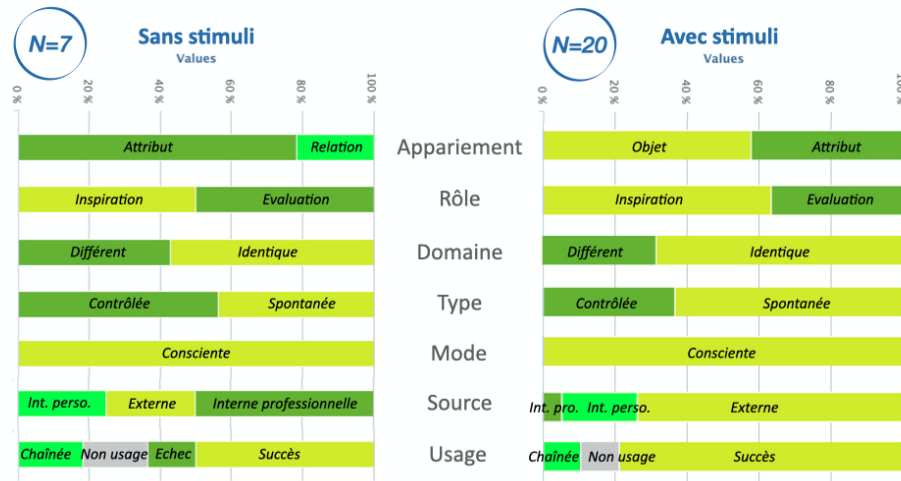 N=7 Sans stimuli N=20 Avec stimuli
Values Values
0 % 20 % 40 % 60 % 80 % 100 % 0 % 20 % 40 % 60 % 80 %
Attribut Relation Appariement Objet Attribut
Inspiration Evaluation Rôle Inspiration Evaluation
Différent Identique Domaine Différent Identique
Contrôlée Spontanée Type Contrôlée Spontanée
Consciente Mode Consciente
Int. perso. Externe Interne professionnelle Source Int. pro. Int. perso. Externe
Chaînée Non usage Echec Succès Usage Chaînée Non usage Succès